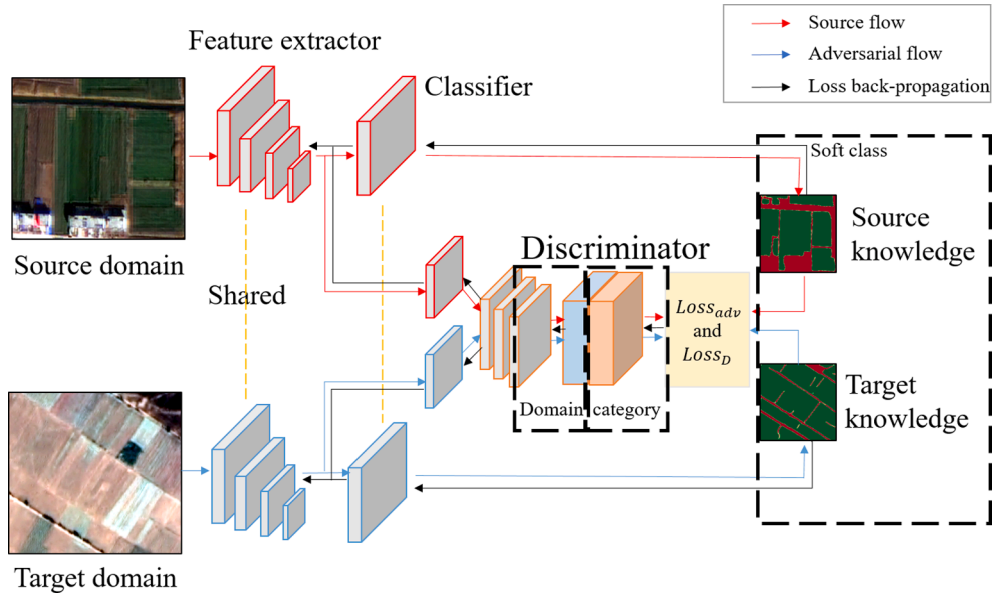 Source flow
Adversarial flow
Loss back-propagation
Feature extractor
Classifier
Soft class
Source domain
Source
knowledge
Discriminator
Shared
Loss_adv
and
Loss_D
Domain category
Target
knowledge
Target domain